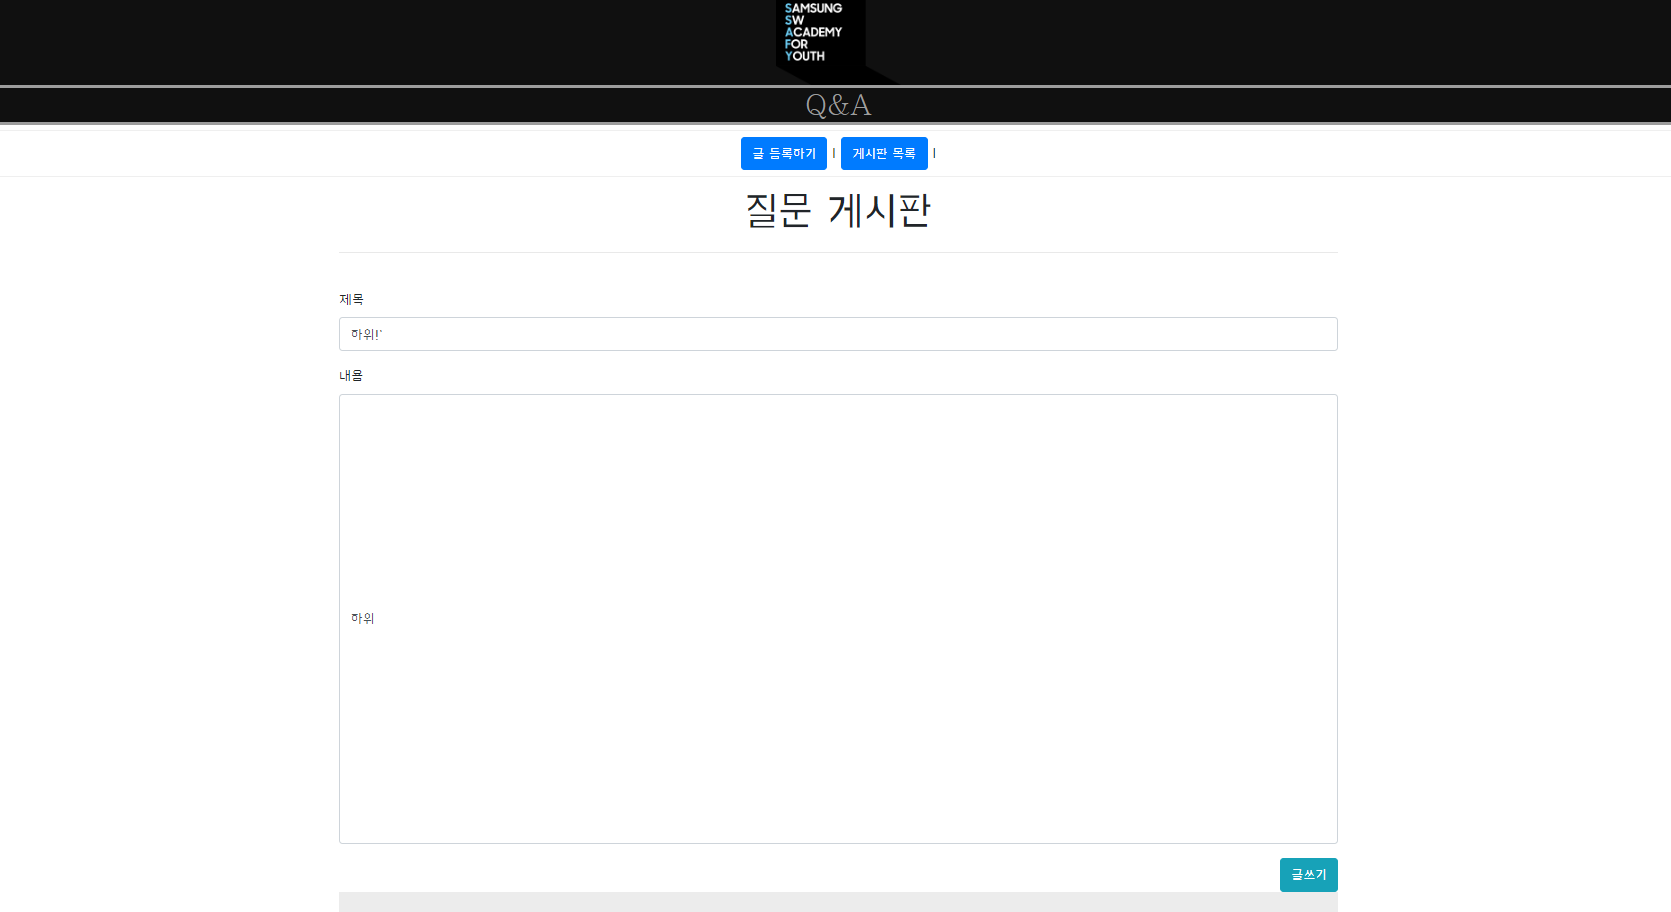 SAMSUNG
SW
ACADEMY
FOR
YOUTH
Q&A
글 등록하기 | 게시판 목록 |
질문 게시판
제목
하위!'
내용
하위
글쓰기